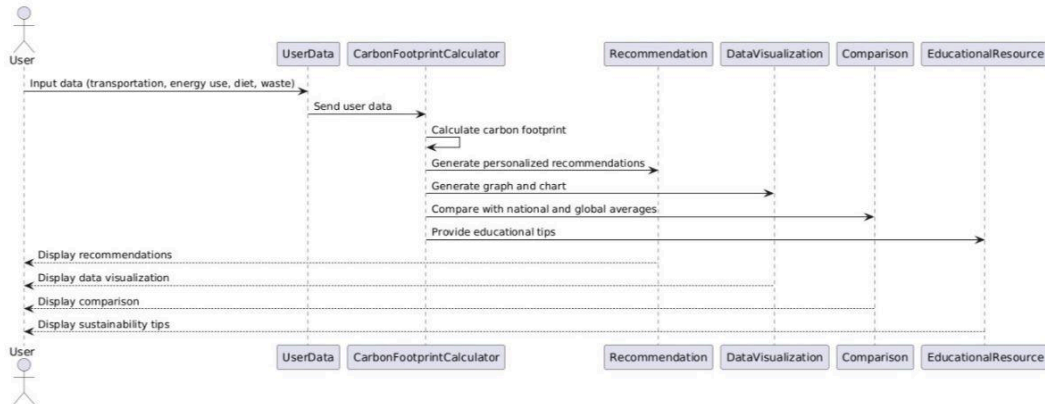 User
UserData
CarbonFootprintCalculator
Recommendation
DataVisualization
Comparison
EducationalResource
Input data (transportation, energy use, diet, waste)
Send user data
Calculate carbon footprint
Generate personalized recommendations
Generate graph and chart
Compare with national and global averages
Provide educational tips
Display recommendations
Display data visualization
Display comparison
Display sustainability tips
User
UserData
CarbonFootprintCalculator
Recommendation
DataVisualization
Comparison
EducationalResource